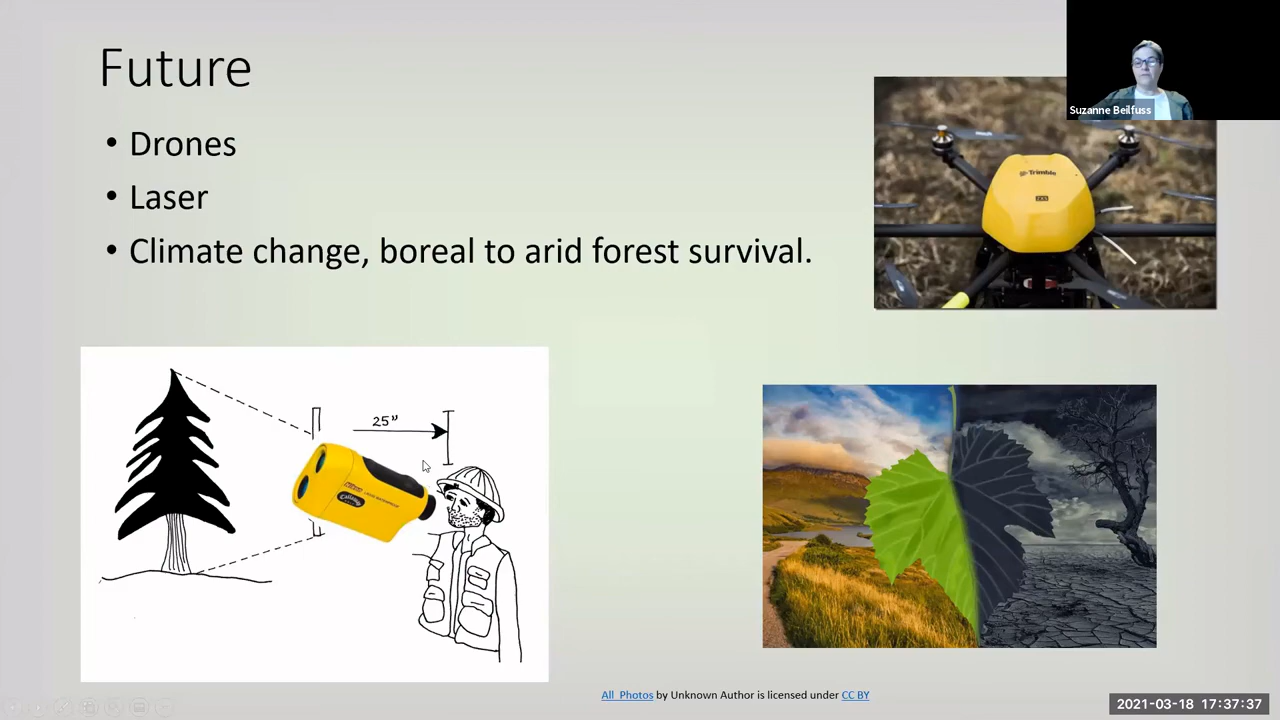 Future
• Drones
• Laser
• Climate change, boreal to arid forest survival.
Suzanne Beilfuss
Trimble
25"
All Photos by Unknown Author is licensed under CC BY
2021-03-18 17:37:37